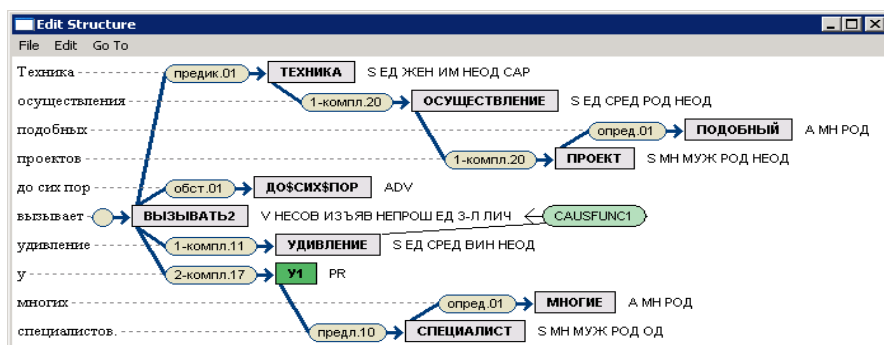 Edit Structure
File Edit Go To
Техника предик.01 ТЕХНИКА S ЕД ЖЕН ИМ НЕОД CAP
осуществления 1-компл.20 ОСУЩЕСТВЛЕНИЕ S ЕД СРЕД РОД НЕОД
подобных опред.01 ПОДОБНЫЙ A МН РОД
проектов 1-компл.20 ПРОЕКТ S МН МУЖ РОД НЕОД
до сих пор обст.01 ДО$СИХ$ПОР ADV
вызывает ВЫЗЫВАТЬ2 V НЕСОВ ИЗЪЯВ НЕПРОШ ЕД 3-Л ЛИЧ CAUSFUNC1
удивление 1-компл.11 УДИВЛЕНИЕ S ЕД СРЕД ВИН НЕОД
у 2-компл.17 У1 PR
многих опред.01 МНОГИЕ A МН РОД
специалистов. предл.10 СПЕЦИАЛИСТ S МН МУЖ РОД ОД